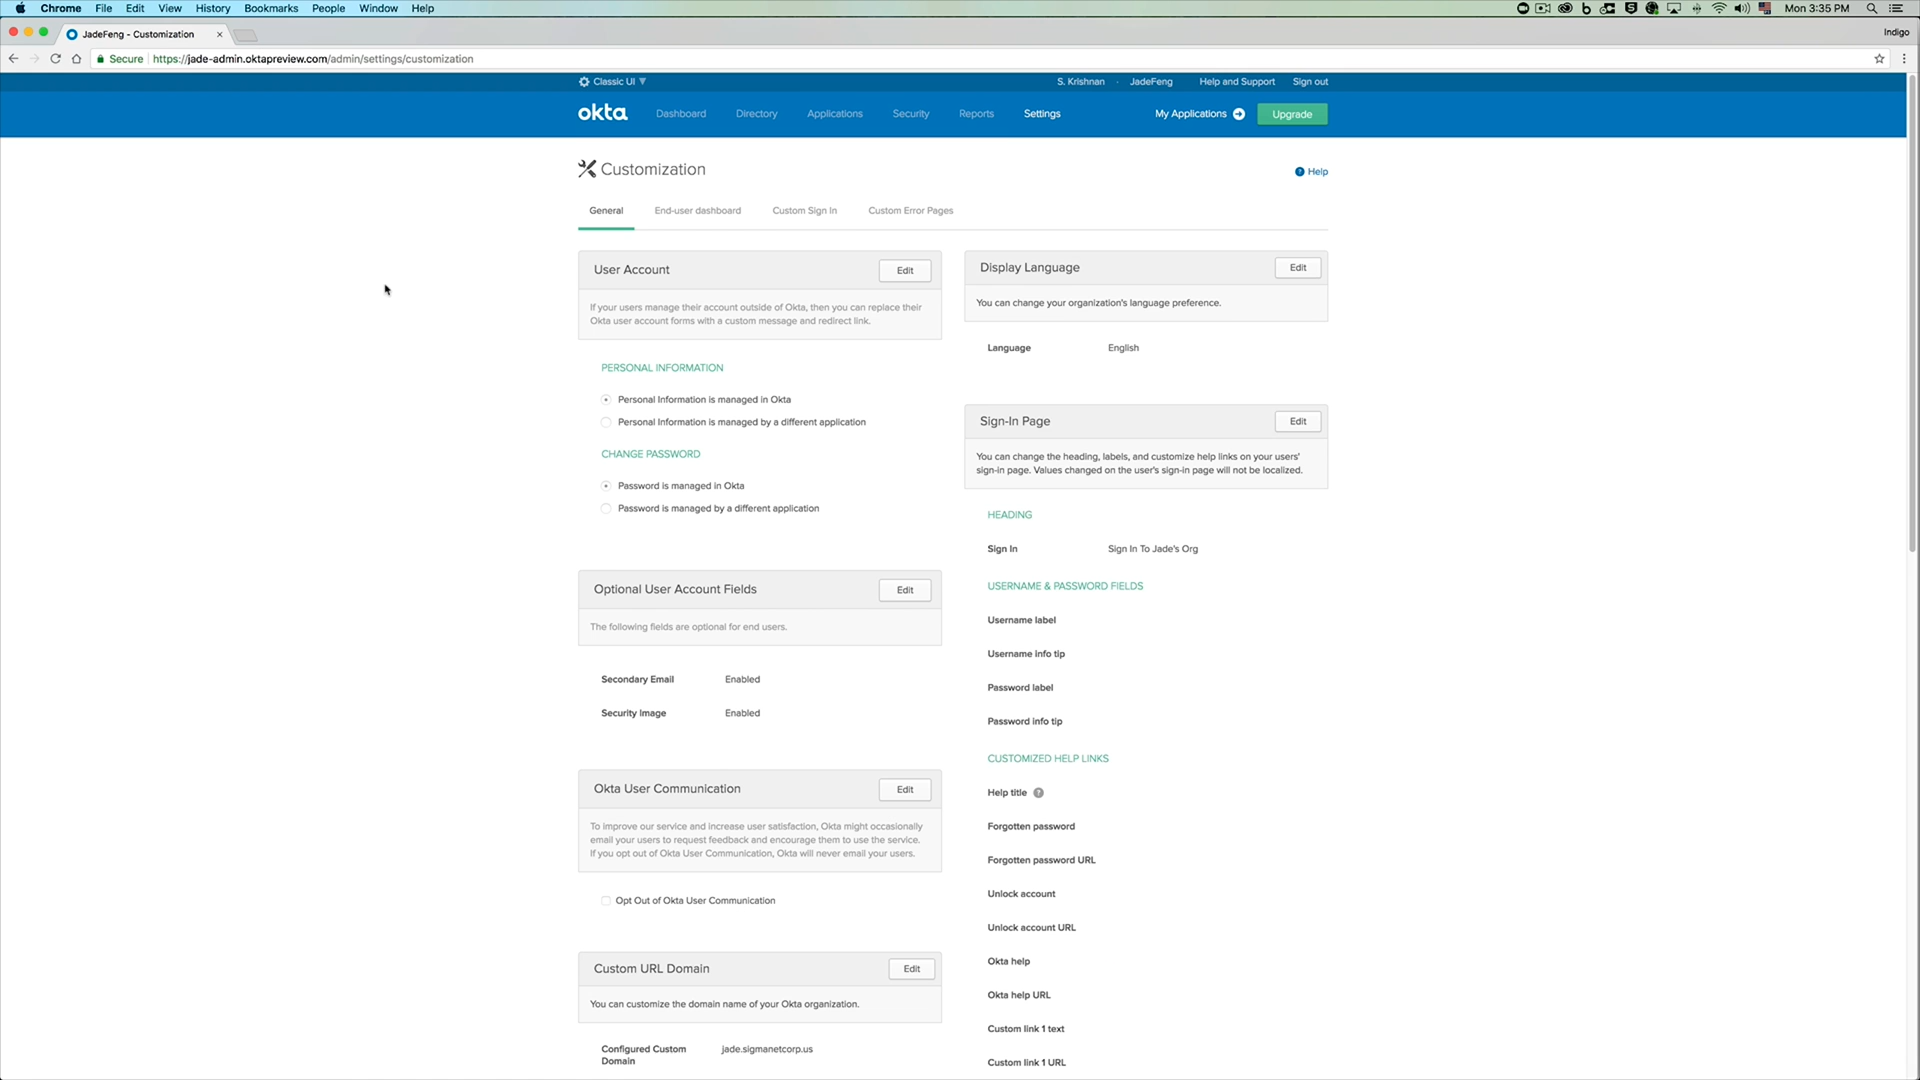 Chrome File Edit View History Bookmarks People Window Help
Mon 3:35 PM
JadeFeng - Customization
Indigo
Secure https://jade-admin.oktapreview.com/admin/settings/customization
Classic UI
S. Krishnan · JadeFeng Help and Support Sign out
okta Dashboard Directory Applications Security Reports Settings My Applications Upgrade
Customization
Help
General End-user dashboard Custom Sign In Custom Error Pages
User Account
Edit
If your users manage their account outside of Okta, then you can replace their
Okta user account forms with a custom message and redirect link.
PERSONAL INFORMATION
Personal Information is managed in Okta
Personal Information is managed by a different application
CHANGE PASSWORD
Password is managed in Okta
Password is managed by a different application
Optional User Account Fields
Edit
The following fields are optional for end users.
Secondary Email Enabled
Security Image Enabled
Okta User Communication
Edit
To improve our service and increase user satisfaction, Okta might occasionally
email your users to request feedback and encourage them to use the service.
If you opt out of Okta User Communication, Okta will never email your users.
Opt Out of Okta User Communication
Custom URL Domain
Edit
You can customize the domain name of your Okta organization.
Configured Custom
Domain
jade.sigmanetcorp.us
Display Language
Edit
You can change your organization's language preference.
Language English
Sign-In Page
Edit
You can change the heading, labels, and customize help links on your users'
sign-in page. Values changed on the user's sign-in page will not be localized.
HEADING
Sign In Sign In To Jade's Org
USERNAME & PASSWORD FIELDS
Username label
Username info tip
Password label
Password info tip
CUSTOMIZED HELP LINKS
Help title
Forgotten password
Forgotten password URL
Unlock account
Unlock account URL
Okta help
Okta help URL
Custom link 1 text
Custom link 1 URL